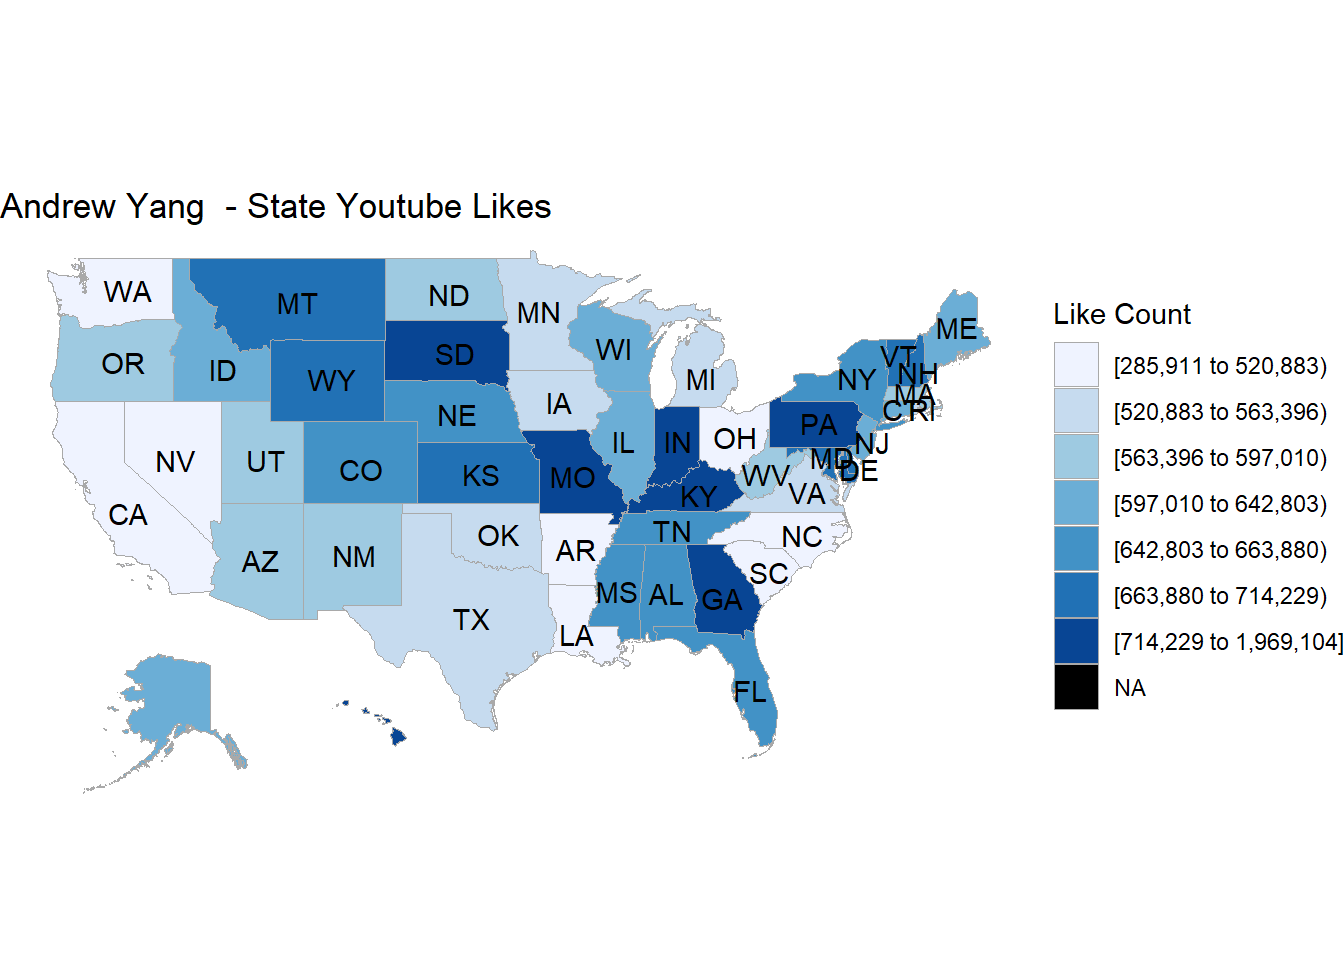 Andrew Yang  - State Youtube Likes
WA
MT
ND
MN
ME
OR
ID
SD
WI
VT
WY
MI
NY
NH
MA
NE
IA
C
RI
PA
NV
UT
CO
KS
MO
IL
IN
OH
NJ
MD
DE
WV
VA
KY
CA
OK
TN
NC
AZ
NM
AR
SC
MS
AL
GA
TX
LA
FL
Like Count
[285,911 to 520,883)
[520,883 to 563,396)
[563,396 to 597,010)
[597,010 to 642,803)
[642,803 to 663,880)
[663,880 to 714,229)
[714,229 to 1,969,104]
NA